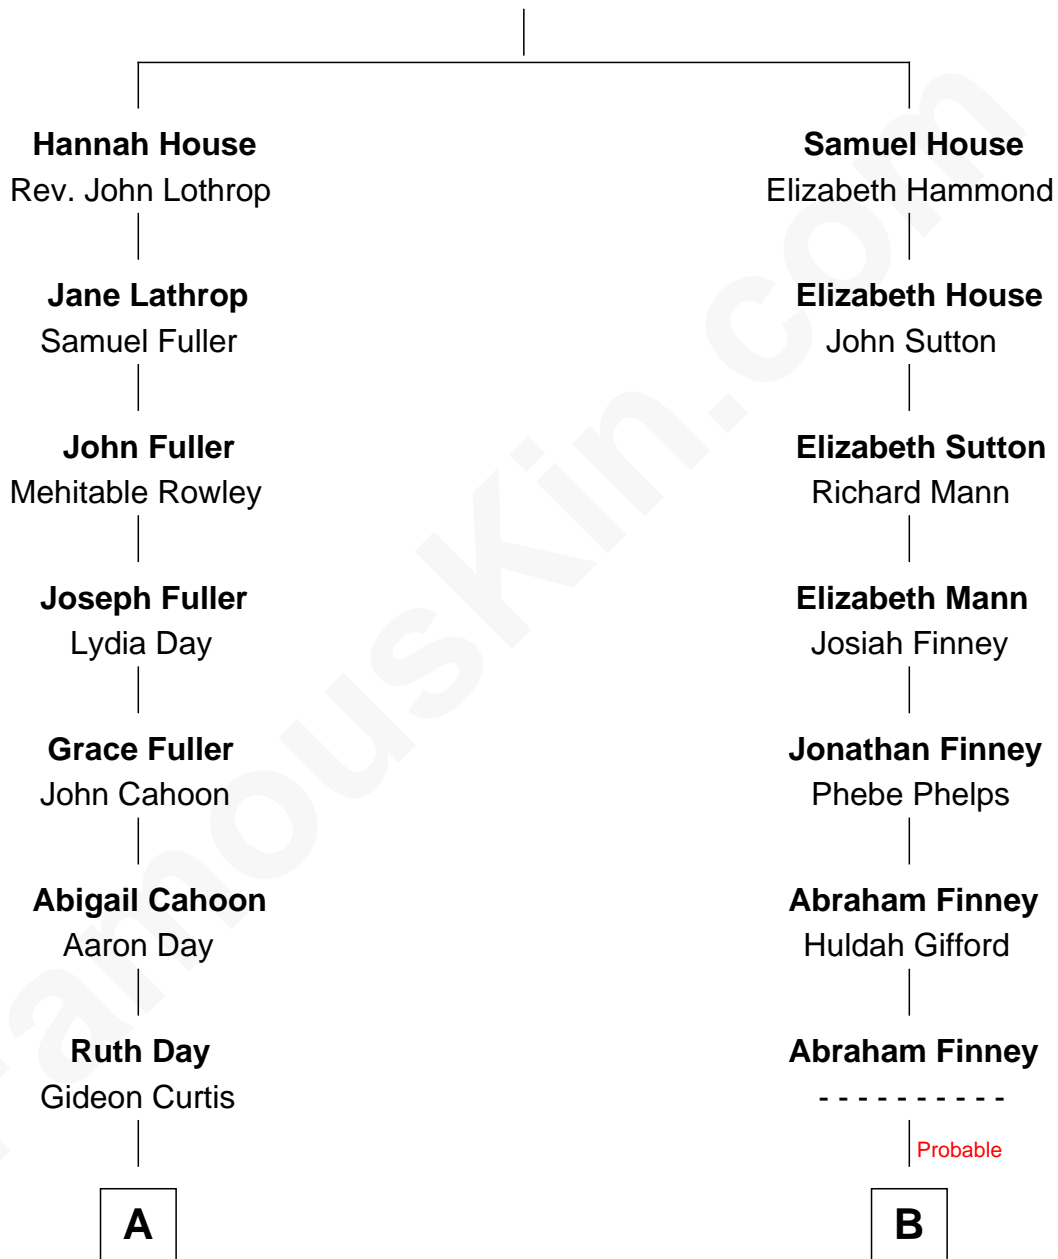 Hannah House
Rev. John Lothrop
Jane Lathrop
Samuel Fuller
John Fuller
Mehitable Rowley
Joseph Fuller
Lydia Day
Grace Fuller
John Cahoon
Abigail Cahoon
Aaron Day
Ruth Day
Gideon Curtis
A
Samuel House
Elizabeth Hammond
Elizabeth House
John Sutton
Elizabeth Sutton
Richard Mann
Elizabeth Mann
Josiah Finney
Jonathan Finney
Phebe Phelps
Abraham Finney
Huldah Gifford
Abraham Finney
- - - - - - - - - -
Probable
B
FamousKin.com